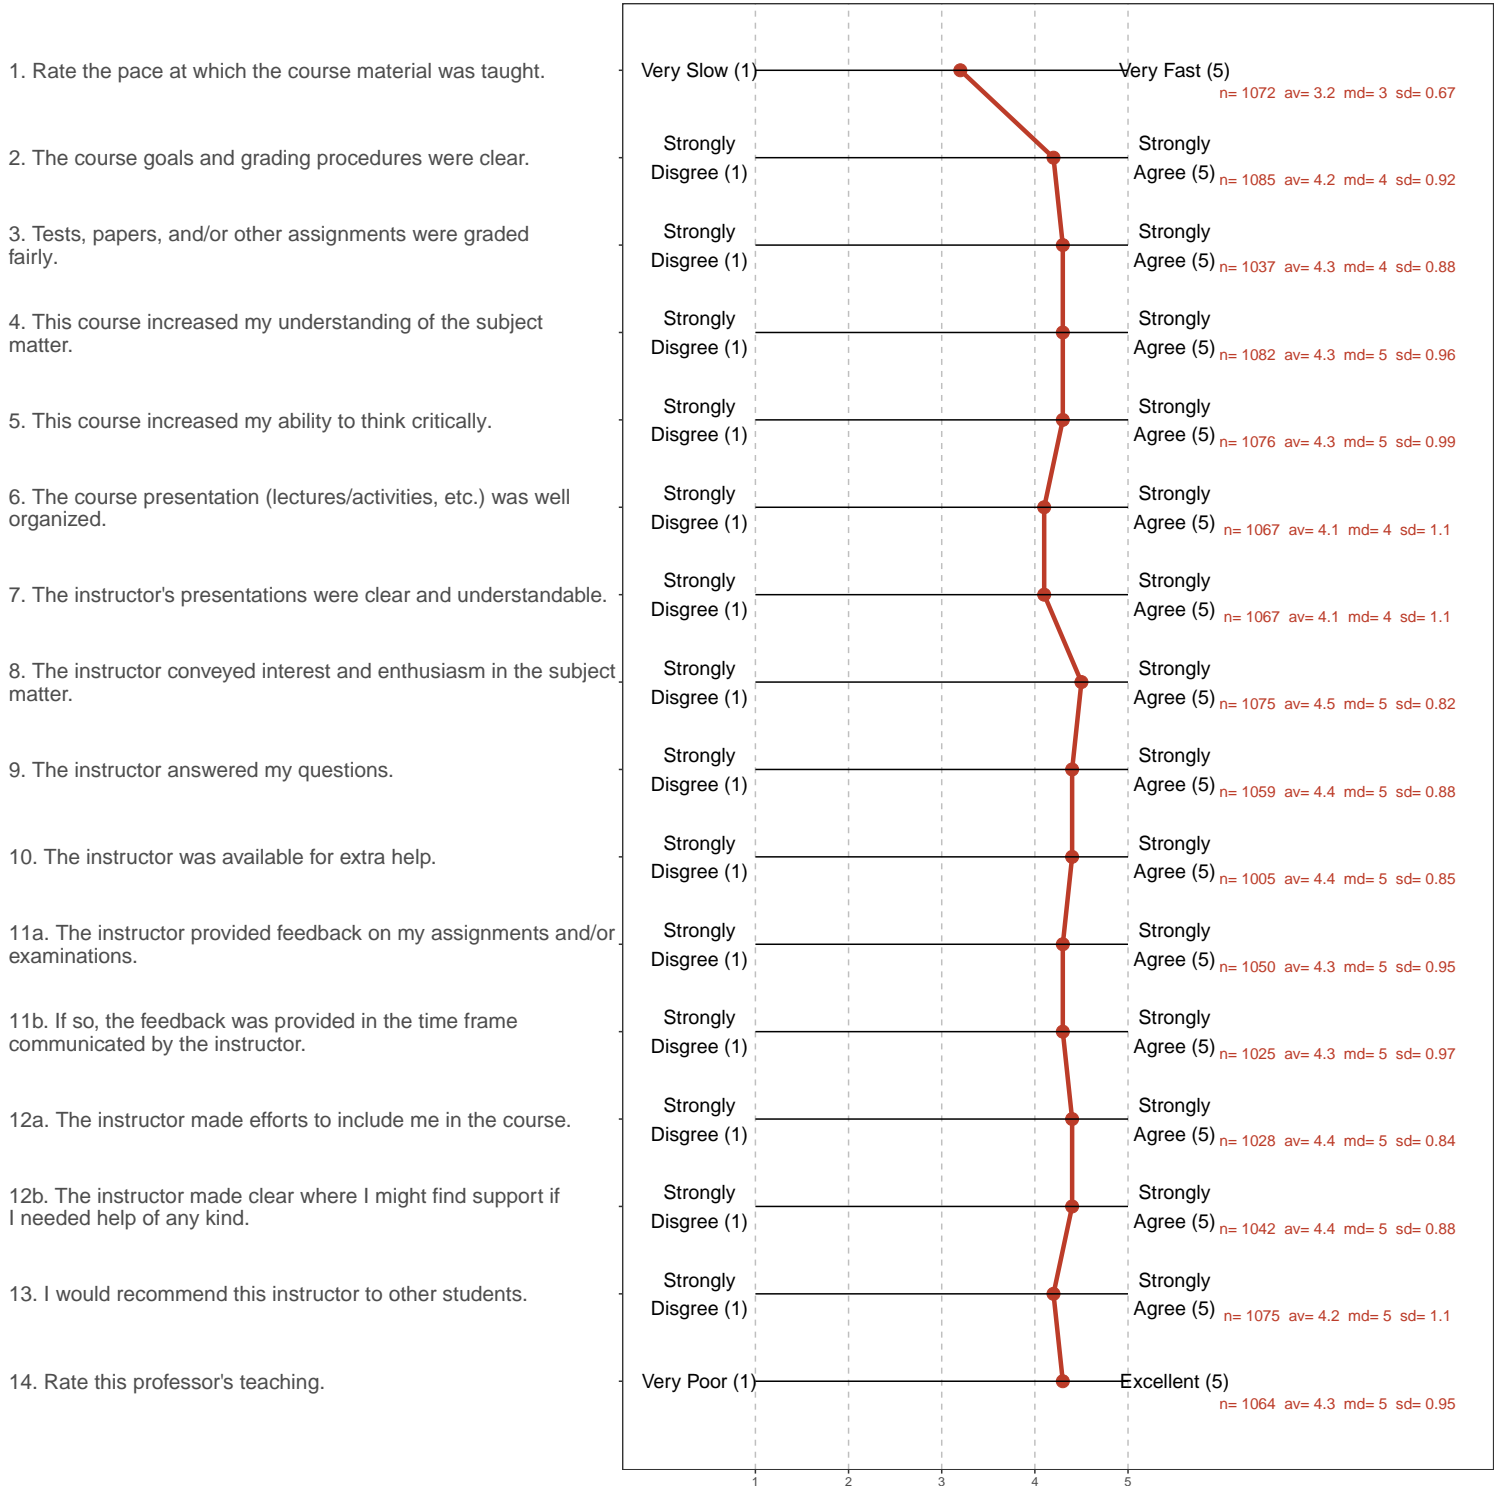 1. Rate the pace at which the course material was taught.
Very Slow (1)
Very Fast (5)
n= 1072 av= 3.2 md= 3 sd= 0.67
2. The course goals and grading procedures were clear.
Strongly
Disgree (1)
Strongly
Agree (5)
n= 1085 av= 4.2 md= 4 sd= 0.92
3. Tests, papers, and/or other assignments were graded
fairly.
Strongly
Disgree (1)
Strongly
Agree (5)
n= 1037 av= 4.3 md= 4 sd= 0.88
4. This course increased my understanding of the subject
matter.
Strongly
Disgree (1)
Strongly
Agree (5)
n= 1082 av= 4.3 md= 5 sd= 0.96
5. This course increased my ability to think critically.
Strongly
Disgree (1)
Strongly
Agree (5)
n= 1076 av= 4.3 md= 5 sd= 0.99
6. The course presentation (lectures/activities, etc.) was well
organized.
Strongly
Disgree (1)
Strongly
Agree (5)
n= 1067 av= 4.1 md= 4 sd= 1.1
7. The instructor's presentations were clear and understandable.
Strongly
Disgree (1)
Strongly
Agree (5)
n= 1067 av= 4.1 md= 4 sd= 1.1
8. The instructor conveyed interest and enthusiasm in the subject
matter.
Strongly
Disgree (1)
Strongly
Agree (5)
n= 1075 av= 4.5 md= 5 sd= 0.82
9. The instructor answered my questions.
Strongly
Disgree (1)
Strongly
Agree (5)
n= 1059 av= 4.4 md= 5 sd= 0.88
10. The instructor was available for extra help.
Strongly
Disgree (1)
Strongly
Agree (5)
n= 1005 av= 4.4 md= 5 sd= 0.85
11a. The instructor provided feedback on my assignments and/or
examinations.
Strongly
Disgree (1)
Strongly
Agree (5)
n= 1050 av= 4.3 md= 5 sd= 0.95
11b. If so, the feedback was provided in the time frame
communicated by the instructor.
Strongly
Disgree (1)
Strongly
Agree (5)
n= 1025 av= 4.3 md= 5 sd= 0.97
12a. The instructor made efforts to include me in the course.
Strongly
Disgree (1)
Strongly
Agree (5)
n= 1028 av= 4.4 md= 5 sd= 0.84
12b. The instructor made clear where I might find support if
I needed help of any kind.
Strongly
Disgree (1)
Strongly
Agree (5)
n= 1042 av= 4.4 md= 5 sd= 0.88
13. I would recommend this instructor to other students.
Strongly
Disgree (1)
Strongly
Agree (5)
n= 1075 av= 4.2 md= 5 sd= 1.1
14. Rate this professor's teaching.
Very Poor (1)
Excellent (5)
n= 1064 av= 4.3 md= 5 sd= 0.95
1 2 3 4 5